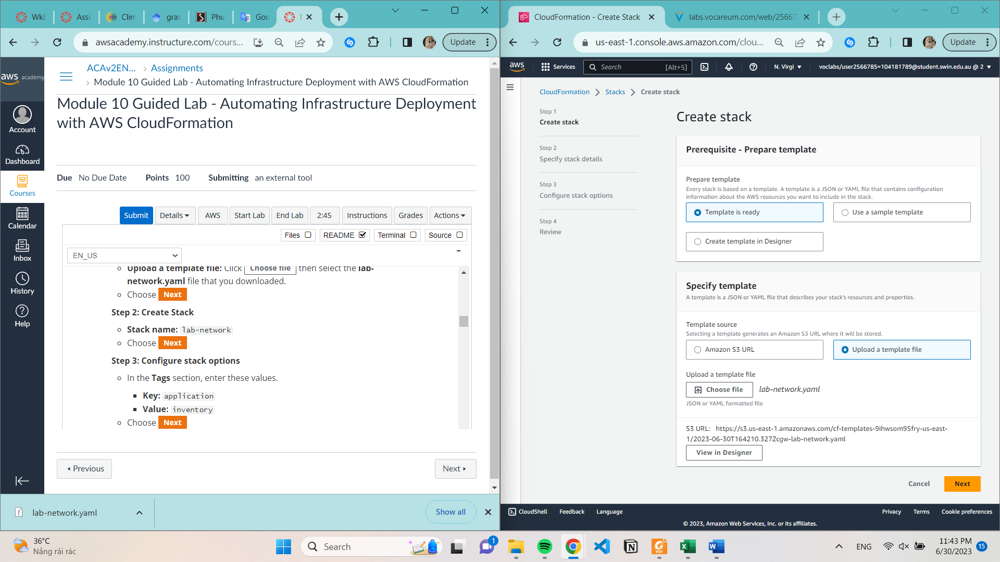 Wk8
Assi
Clim
gras
Phu
Goo
awsacademy.instructure.com/cours...
Update
ACAv2EN...
Assignments
Module 10 Guided Lab - Automating Infrastructure Deployment with AWS CloudFormation
aws academy
Account
Dashboard
Courses
Calendar
Inbox
History
Help
Module 10 Guided Lab - Automating Infrastructure Deployment
with AWS CloudFormation
Due No Due Date Points 100 Submitting an external tool
Submit Details AWS Start Lab End Lab 2:45 Instructions Grades Actions
Files README Terminal Source
EN_US
Upload a template file: Click Choose file then select the lab-
network.yaml file that you downloaded.
Choose Next
Step 2: Create Stack
Stack name: lab-network
Choose Next
Step 3: Configure stack options
In the Tags section, enter these values.
Key: application
Value: inventory
Choose Next
Previous
Next
lab-network.yaml
Show all
CloudFormation - Create Stack
labs.vocareum.com/web/25667
us-east-1.console.aws.amazon.com/clou...
Update
aws
Services
Search [Alt+S]
N. Virgi
voclabs/user2566785=104181789@student.swin.edu.au @ 2
CloudFormation
Stacks
Create stack
Step 1
Create stack
Step 2
Specify stack details
Step 3
Configure stack options
Step 4
Review
Create stack
Prerequisite - Prepare template
Prepare template
Every stack is based on a template. A template is a JSON or YAML file that contains configuration
information about the AWS resources you want to include in the stack.
Template is ready
Use a sample template
Create template in Designer
Specify template
A template is a JSON or YAML file that describes your stack's resources and properties.
Template source
Selecting a template generates an Amazon S3 URL where it will be stored.
Amazon S3 URL
Upload a template file
Upload a template file
Choose file lab-network.yaml
JSON or YAML formatted file
S3 URL: https://s3.us-east-1.amazonaws.com/cf-templates-9ihwsom95fry-us-east-
1/2023-06-30T164210.327Zcgw-lab-network.yaml
View in Designer
Cancel
Next
CloudShell
Feedback
Language
Privacy
Terms
Cookie preferences
© 2023, Amazon Web Services, Inc. or its affiliates.
36°C
Nắng rải rác
Search
1
ENG
11:43 PM
6/30/2023
15